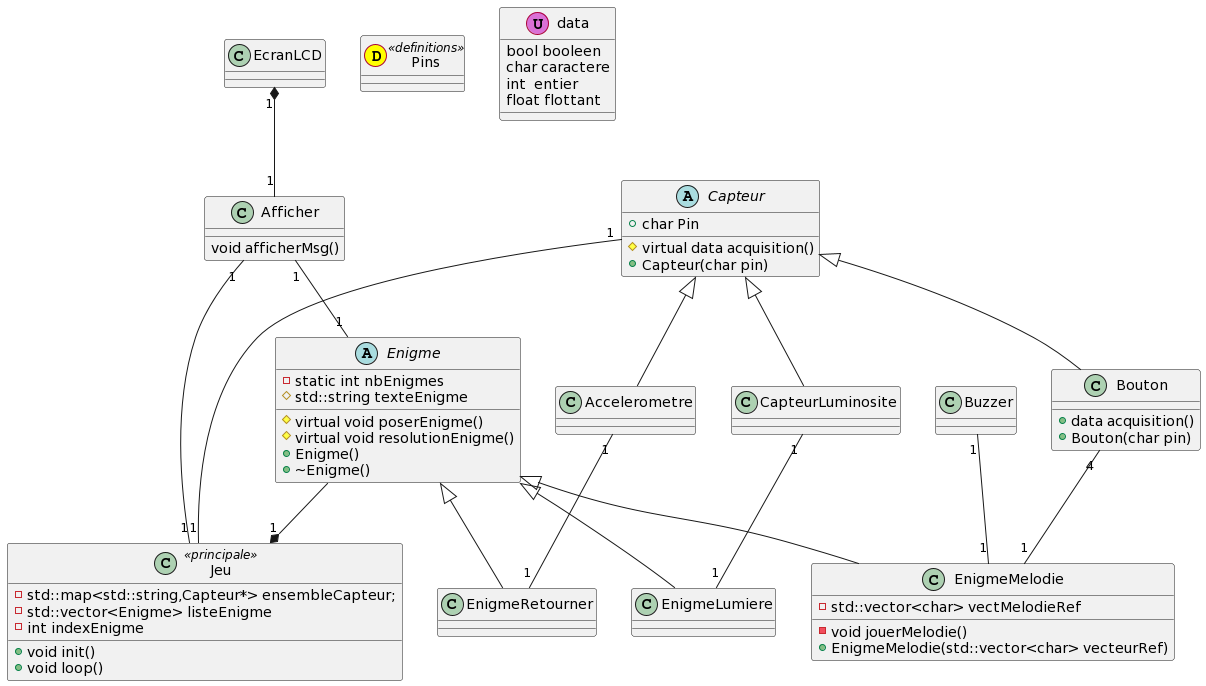 C EcranLCD
1
1
D «definitions»
Pins
U data
bool booleen
char caractere
int  entier
float flottant
C Afficher
void afficherMsg()
1
1
A Capteur
char Pin
virtual data acquisition()
Capteur(char pin)
1
1
A Enigme
static int nbEnigmes
std::string texteEnigme
virtual void poserEnigme()
virtual void resolutionEnigme()
Enigme()
~Enigme()
C Accelerometre
1
C CapteurLuminosite
1
C Buzzer
1
C Bouton
data acquisition()
Bouton(char pin)
4
1
1
1
C «principale»
Jeu
std::map<std::string,Capteur*> ensembleCapteur;
std::vector<Enigme> listeEnigme
int indexEnigme
void init()
void loop()
1
C EnigmeRetourner
1
C EnigmeLumiere
1
1
C EnigmeMelodie
std::vector<char> vectMelodieRef
void jouerMelodie()
EnigmeMelodie(std::vector<char> vecteurRef)